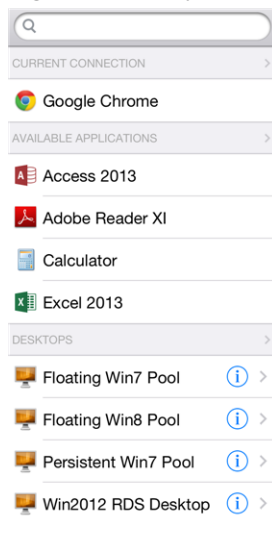 CURRENT CONNECTION
Google Chrome
AVAILABLE APPLICATIONS
Access 2013
Adobe Reader XI
Calculator
Excel 2013
DESKTOPS
Floating Win7 Pool
Floating Win8 Pool
Persistent Win7 Pool
Win2012 RDS Desktop